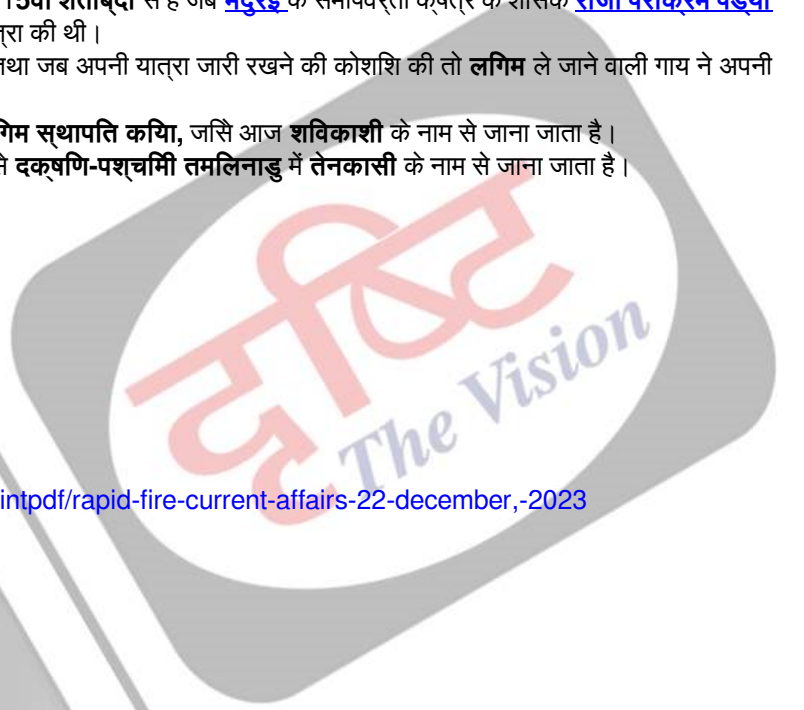 15वीं शताब्दी से है जब मदुरई के समीपवर्ती क्षेत्र के शासक राजा पराक्रम पंड्या
त्रा की थी।
तथा जब अपनी यात्रा जारी रखने की कोशिश की तो लिंगम ले जाने वाली गाय ने अपनी
गम स्थापित किया, जिसे आज शिवकाशी के नाम से जाना जाता है।
से दक्षिण-पश्चिमी तमिलनाडु में तेनकासी के नाम से जाना जाता है।
दृष्टि
The Vision
intpdf/rapid-fire-current-affairs-22-december,-2023